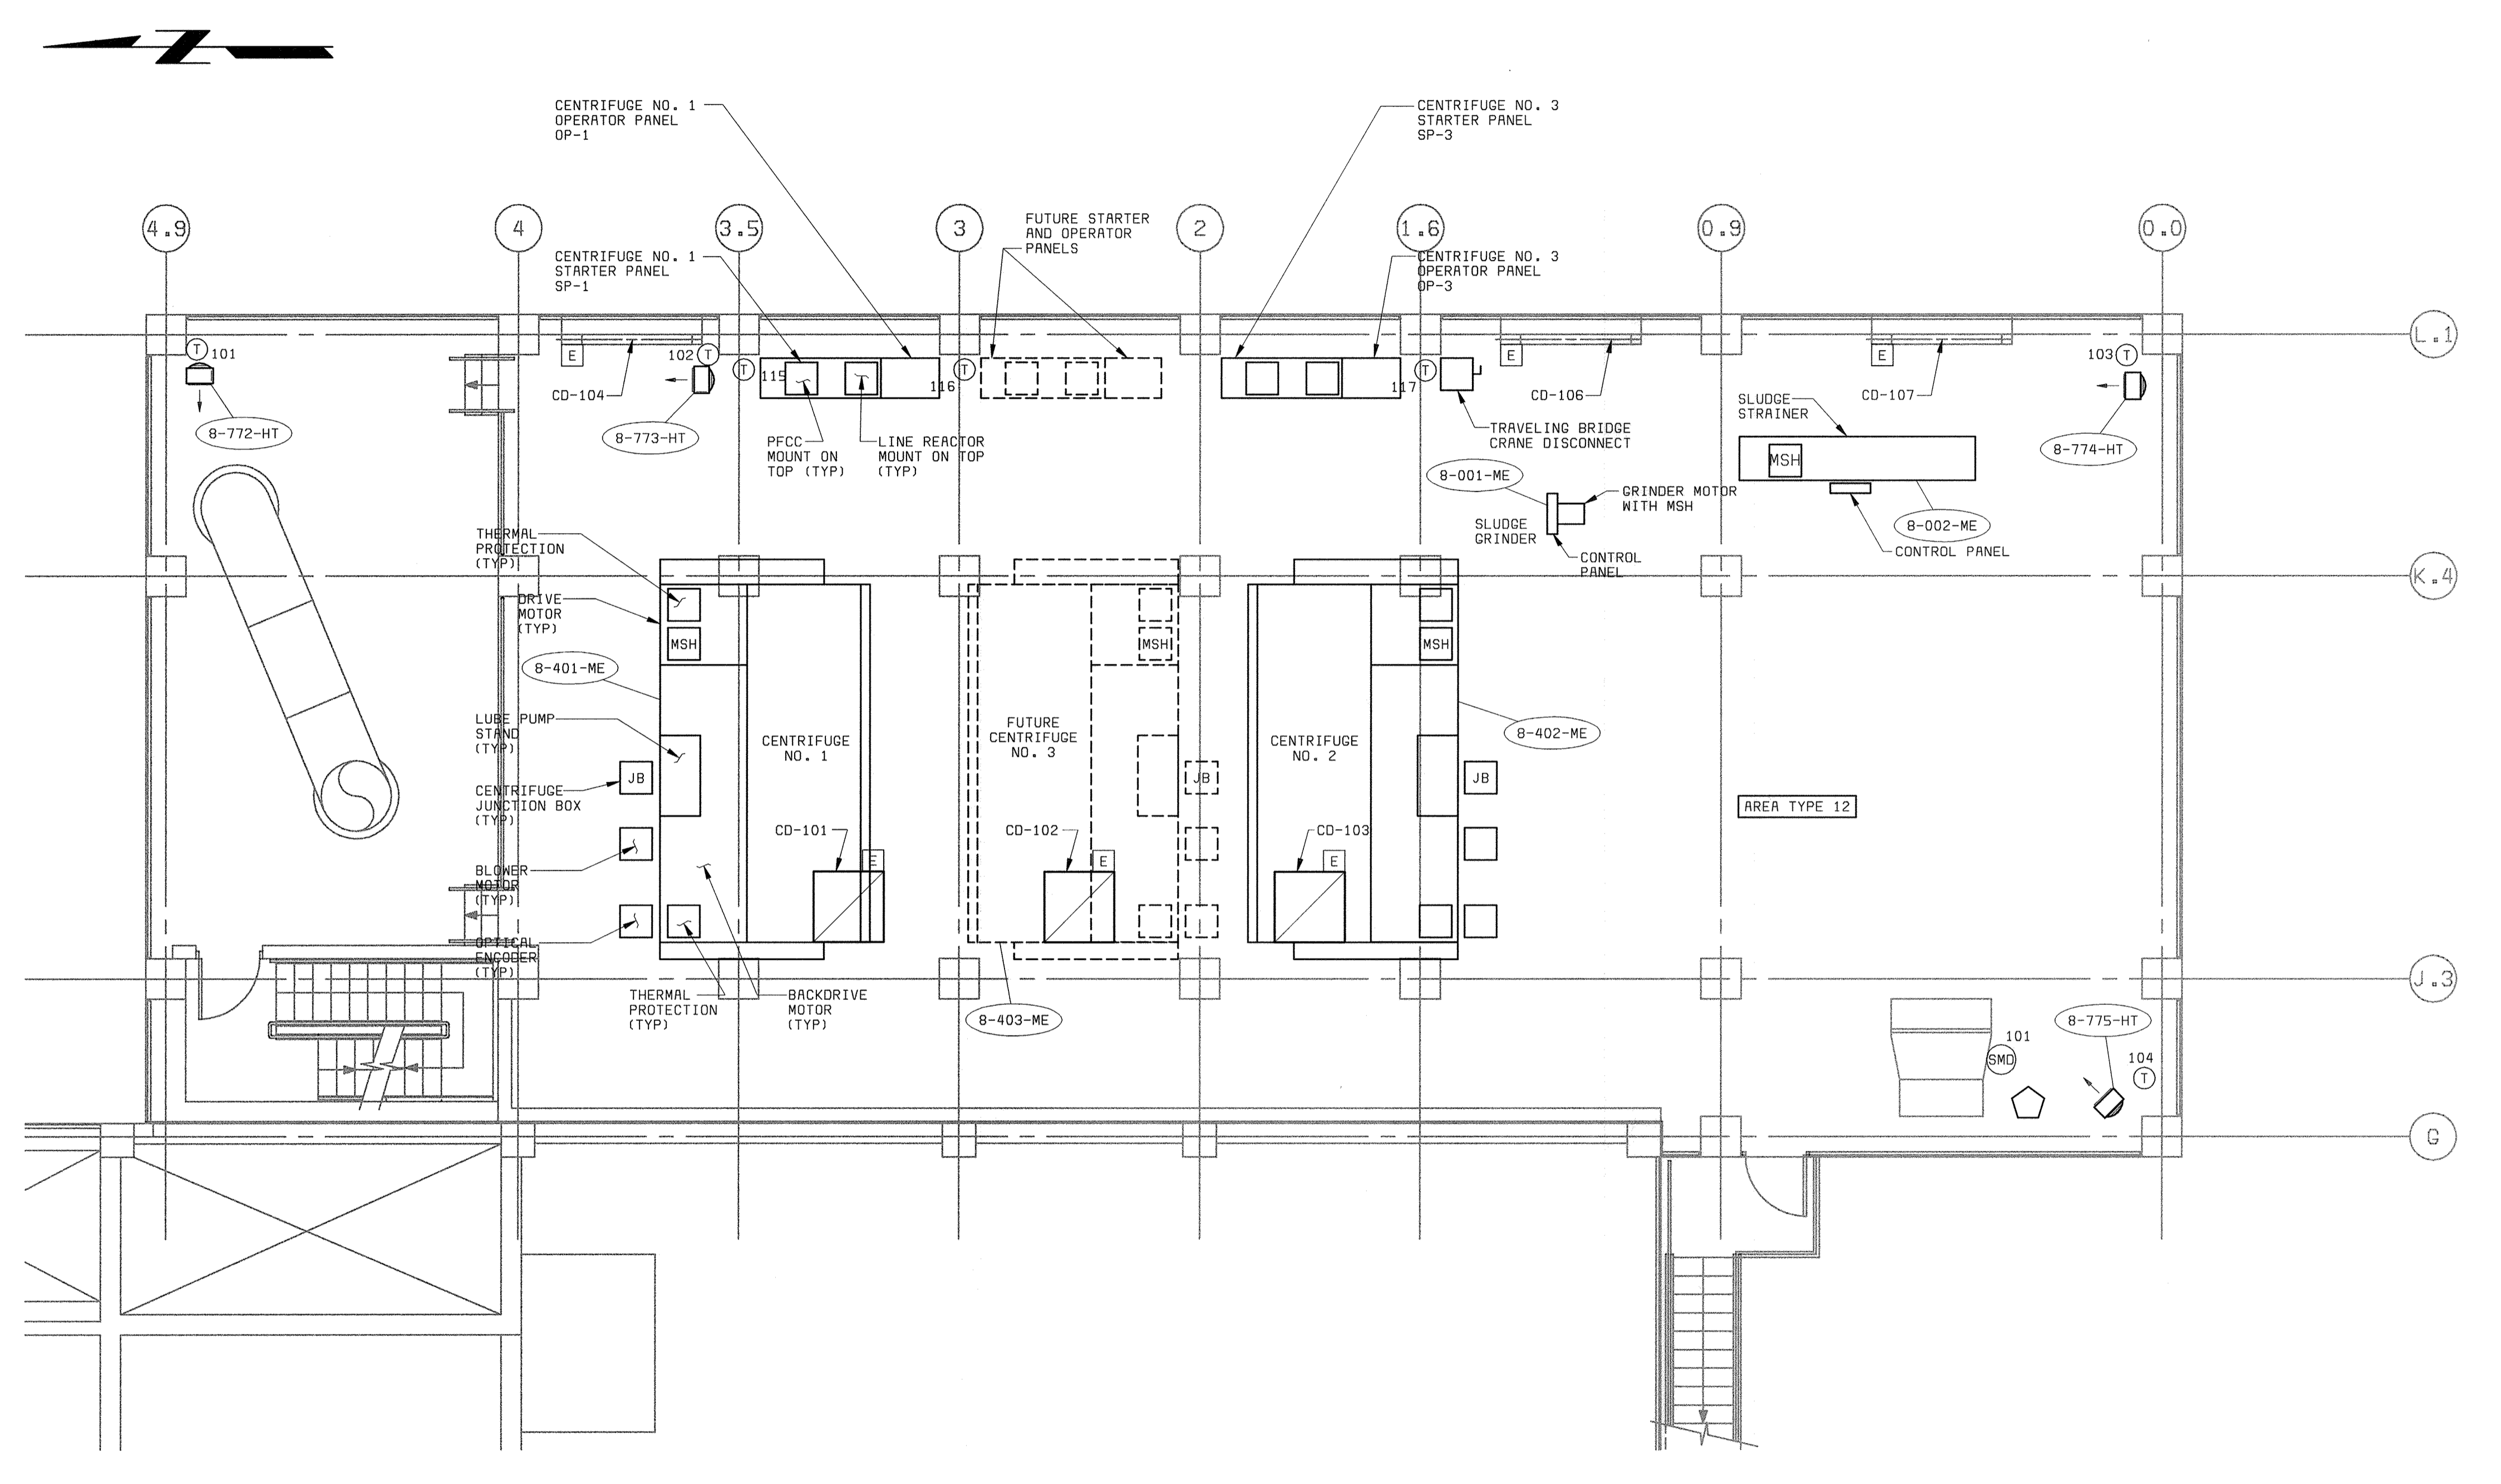 N
CENTRIFUGE NO. 1
OPERATOR PANEL
OP-1
CENTRIFUGE NO. 3
STARTER PANEL
SP-3
4.9
4
3.5
3
2
1.6
0.9
0.0
FUTURE STARTER
AND OPERATOR
PANELS
CENTRIFUGE NO. 1
STARTER PANEL
SP-1
CENTRIFUGE NO. 3
OPERATOR PANEL
OP-3
L.1
T
101
E
102
T
T
115
116
T
117
T
E
E
103
T
CD-104
CD-106
CD-107
8-772-HT
8-773-HT
PFCC
MOUNT ON
TOP (TYP)
LINE REACTOR
MOUNT ON TOP
(TYP)
TRAVELING BRIDGE
CRANE DISCONNECT
SLUDGE
STRAINER
MSH
8-774-HT
8-001-ME
GRINDER MOTOR
WITH MSH
SLUDGE
GRINDER
CONTROL
PANEL
8-002-ME
CONTROL PANEL
THERMAL
PROTECTION
(TYP)
K.4
DRIVE
MOTOR
(TYP)
MSH
MSH
MSH
8-401-ME
LUBE PUMP
STAND
(TYP)
CENTRIFUGE
NO. 1
FUTURE
CENTRIFUGE
NO. 3
CENTRIFUGE
NO. 2
8-402-ME
CENTRIFUGE
JUNCTION BOX
(TYP)
JB
JB
JB
AREA TYPE 12
CD-101
CD-102
CD-103
E
E
E
BLOWER
MOTOR
(TYP)
OPTICAL
ENCODER
(TYP)
J.3
THERMAL
PROTECTION
(TYP)
BACKDRIVE
MOTOR
(TYP)
8-403-ME
8-775-HT
101
SMD
104
T
G